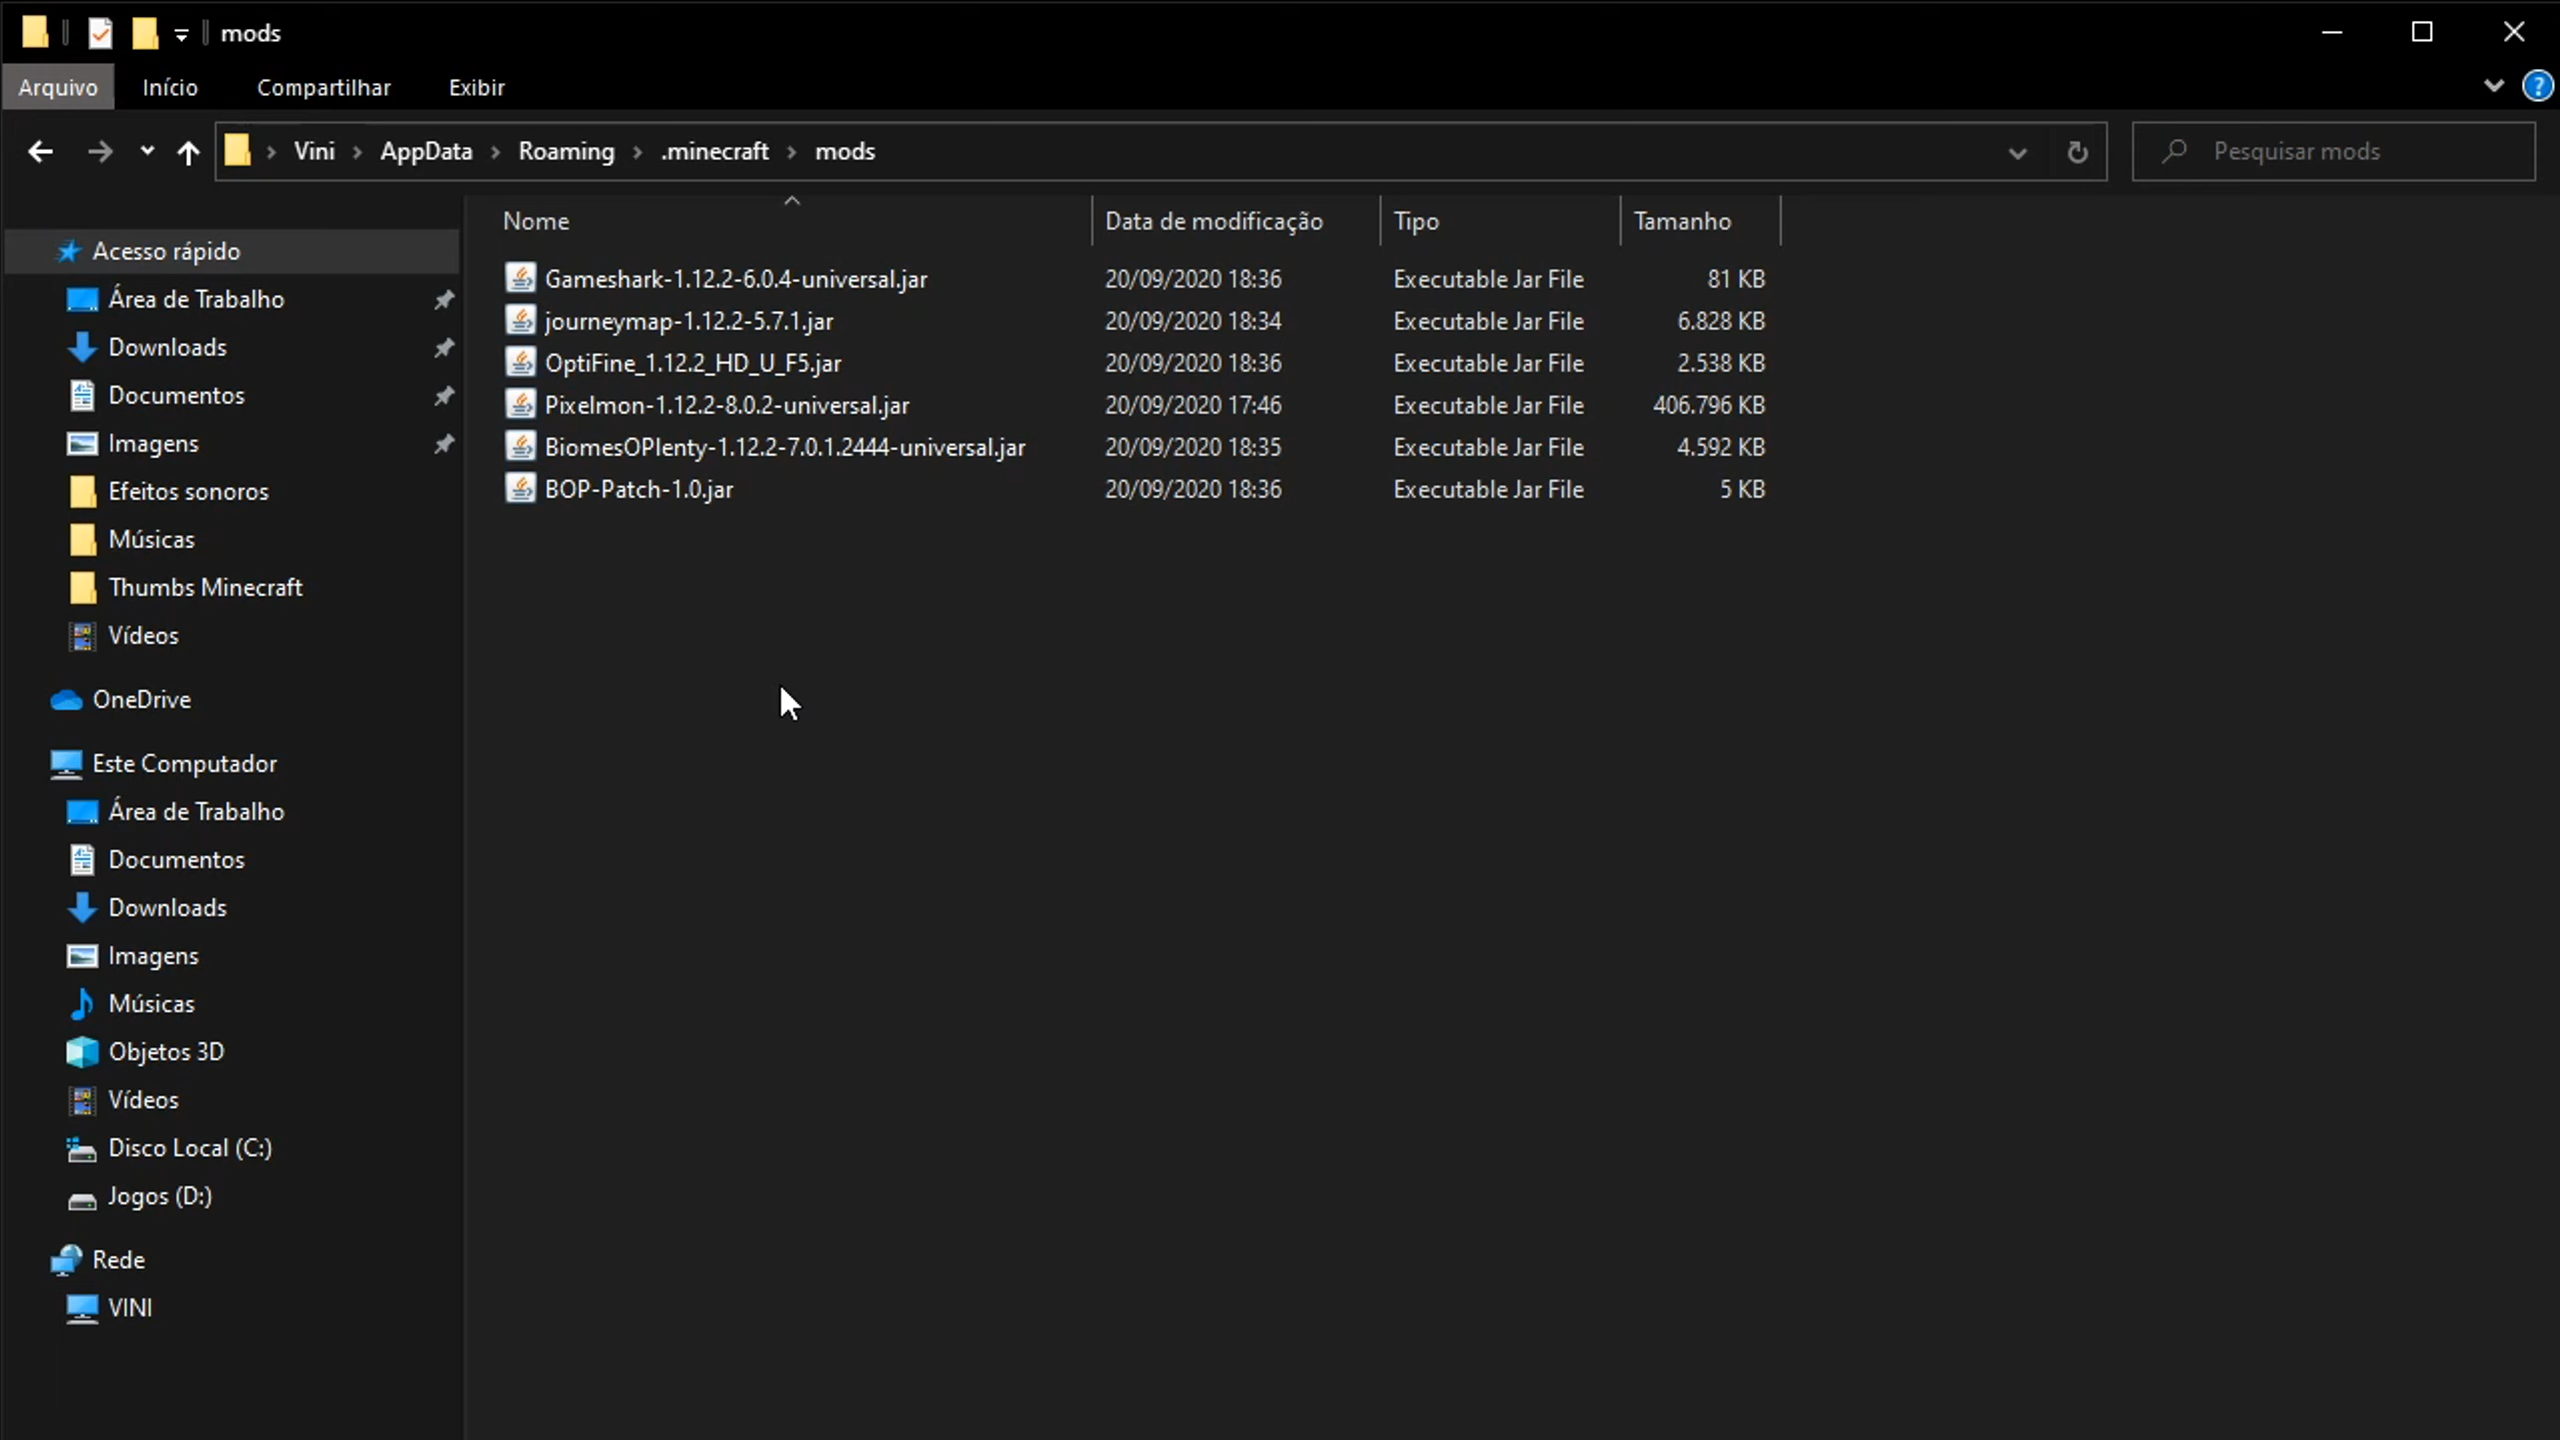 mods
Arquivo Início Compartilhar Exibir
Vini AppData Roaming .minecraft mods
Pesquisar mods
Nome Data de modificação Tipo Tamanho
Gameshark-1.12.2-6.0.4-universal.jar 20/09/2020 18:36 Executable Jar File 81 KB
journeymap-1.12.2-5.7.1.jar 20/09/2020 18:34 Executable Jar File 6.828 KB
OptiFine_1.12.2_HD_U_F5.jar 20/09/2020 18:36 Executable Jar File 2.538 KB
Pixelmon-1.12.2-8.0.2-universal.jar 20/09/2020 17:46 Executable Jar File 406.796 KB
BiomesOPlenty-1.12.2-7.0.1.2444-universal.jar 20/09/2020 18:35 Executable Jar File 4.592 KB
BOP-Patch-1.0.jar 20/09/2020 18:36 Executable Jar File 5 KB
Acesso rápido
Área de Trabalho
Downloads
Documentos
Imagens
Efeitos sonoros
Músicas
Thumbs Minecraft
Vídeos
OneDrive
Este Computador
Área de Trabalho
Documentos
Downloads
Imagens
Músicas
Objetos 3D
Vídeos
Disco Local (C:)
Jogos (D:)
Rede
VINI